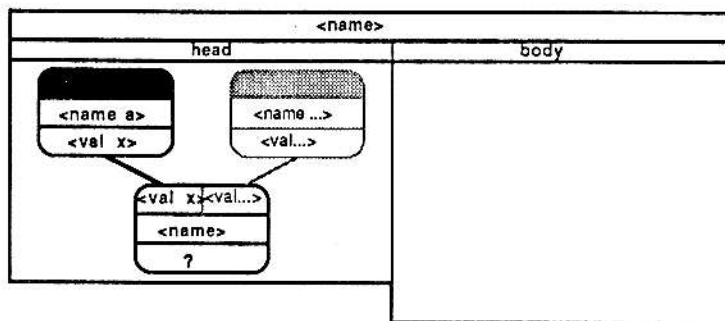 <name>
head body
<name a> <name ...>
<val x> <val...>
<val x> <val...>
<name>
?